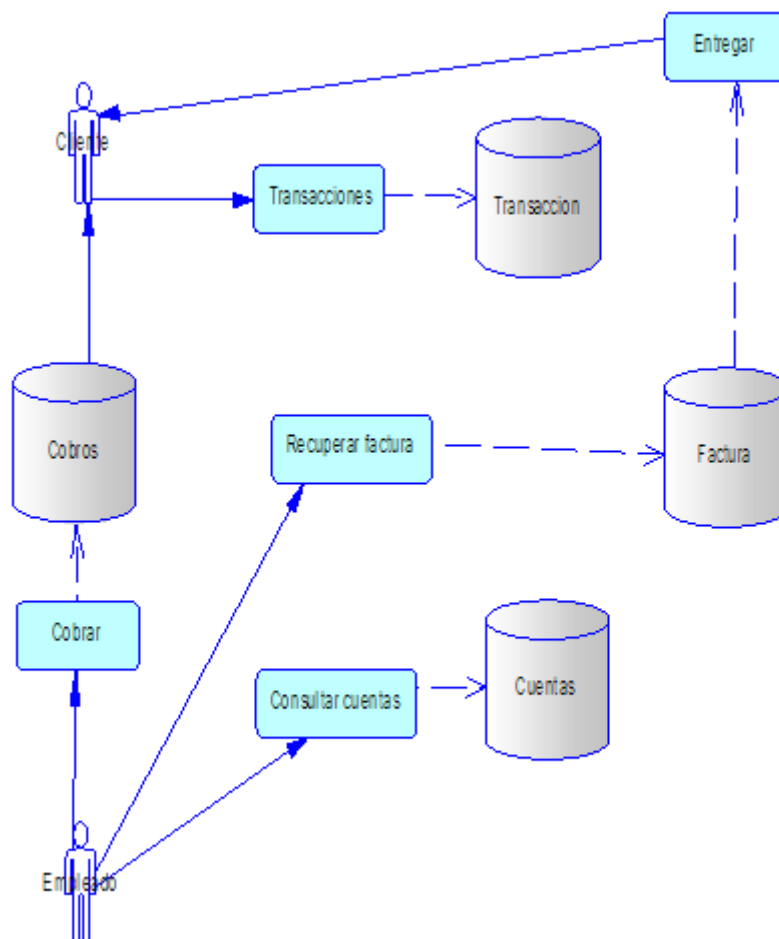 Entregar
Cliente
Transacciones
Transaccion
Cobros
Recuperar factura
Factura
Cobrar
Consultar cuentas
Cuentas
Empleado